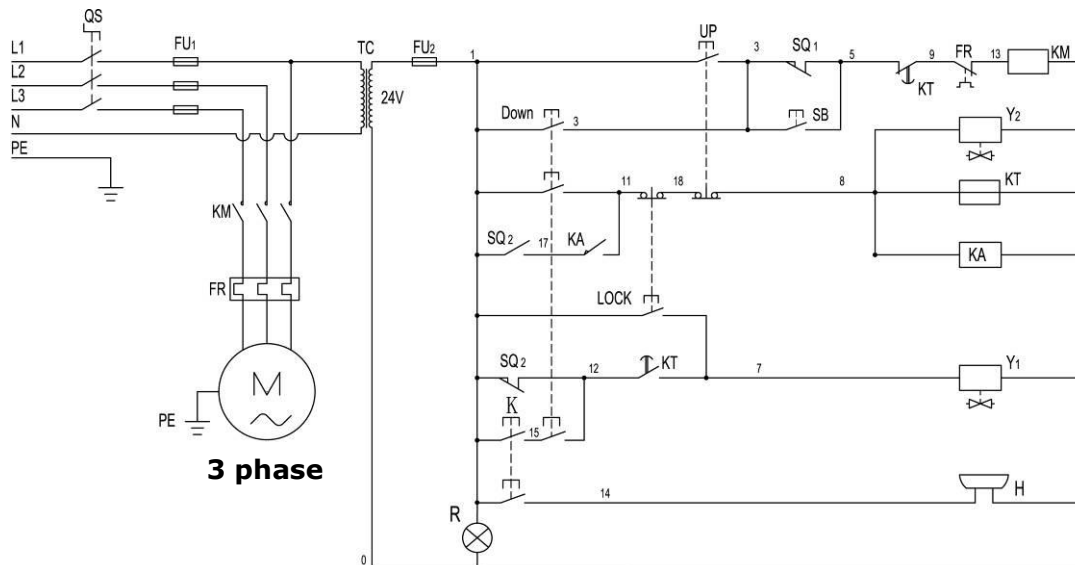 QS
L1 FU1 TC FU2 1 UP 3 SQ1 5 9 FR 13 KM
L2
24V KT
L3
N Down 3 SB Y2
PE
11 18 8 KT
KM
SQ2 17 KA KA
FR LOCK
SQ2 12 KT 7 Y1
M K
PE 15
3 phase
14 H
R
0